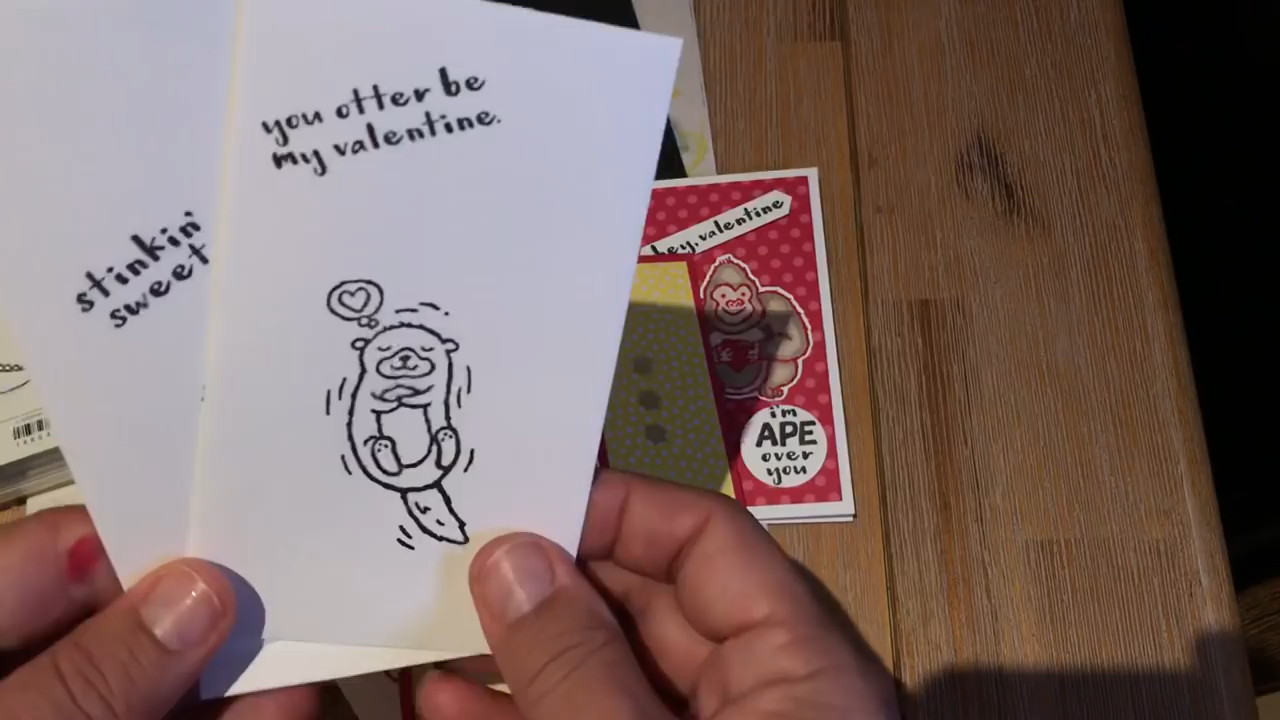 you otter be
my valentine.
stinkin'
sweet
hey, valentine
i'm
APE
over
you